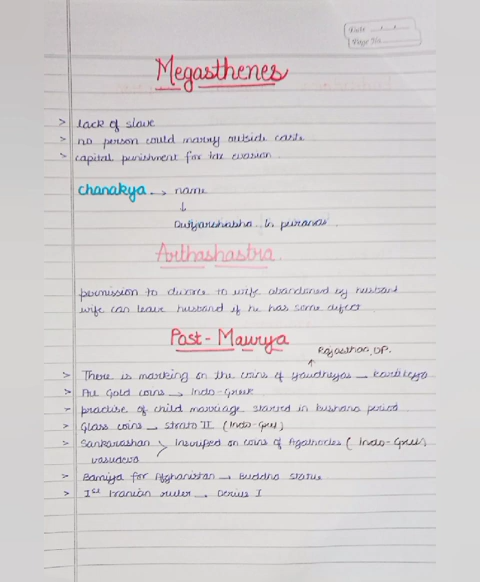 Date
Page No.
Megasthenes
> lack of slave
> no person could marry outside caste
> capital punishment for tax evasion
chanakya → name
↓
In puranas
Arthashastra
permission to divorce to wife abandoned by husband
wife can leave husband if he has some defect
Post-Maurya
Rajasthan, UP.
> There is marking on the coins of yaudheyas → kartikeya
> Gold coins → Indo-Greek
- practise of child marriage started in kushana period
> Glass coins → strato II (Indo-Greek)
> Sankarashan Inscribed on coins of Agathocles (Indo-Greek)
vasudeva
> Bamiya for Afghanistan → Buddha statue
> Ist Iranian ruler → Darius I